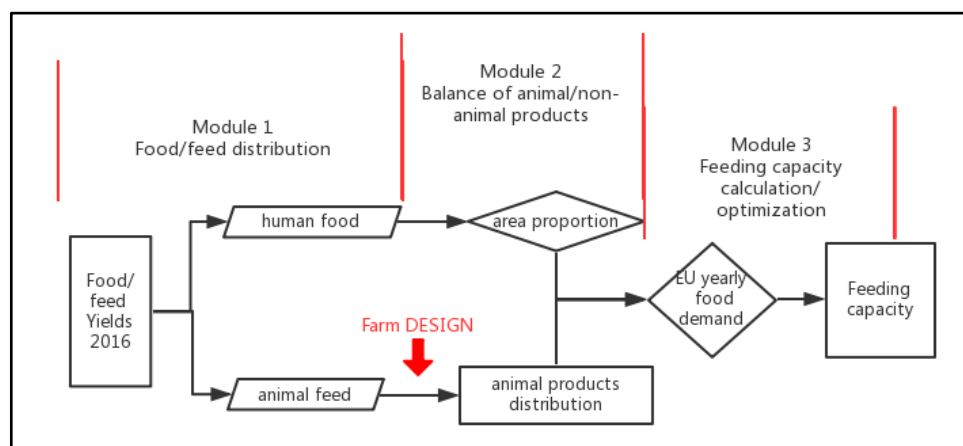 Module 1
Food/feed distribution
Module 2
Balance of animal/non-
animal products
Module 3
Feeding capacity
calculation/
optimization
human food
area proportion
Food/
feed
Yields
2016
EU yearly
food
demand
Feeding
capacity
Farm DESIGN
animal feed
animal products
distribution